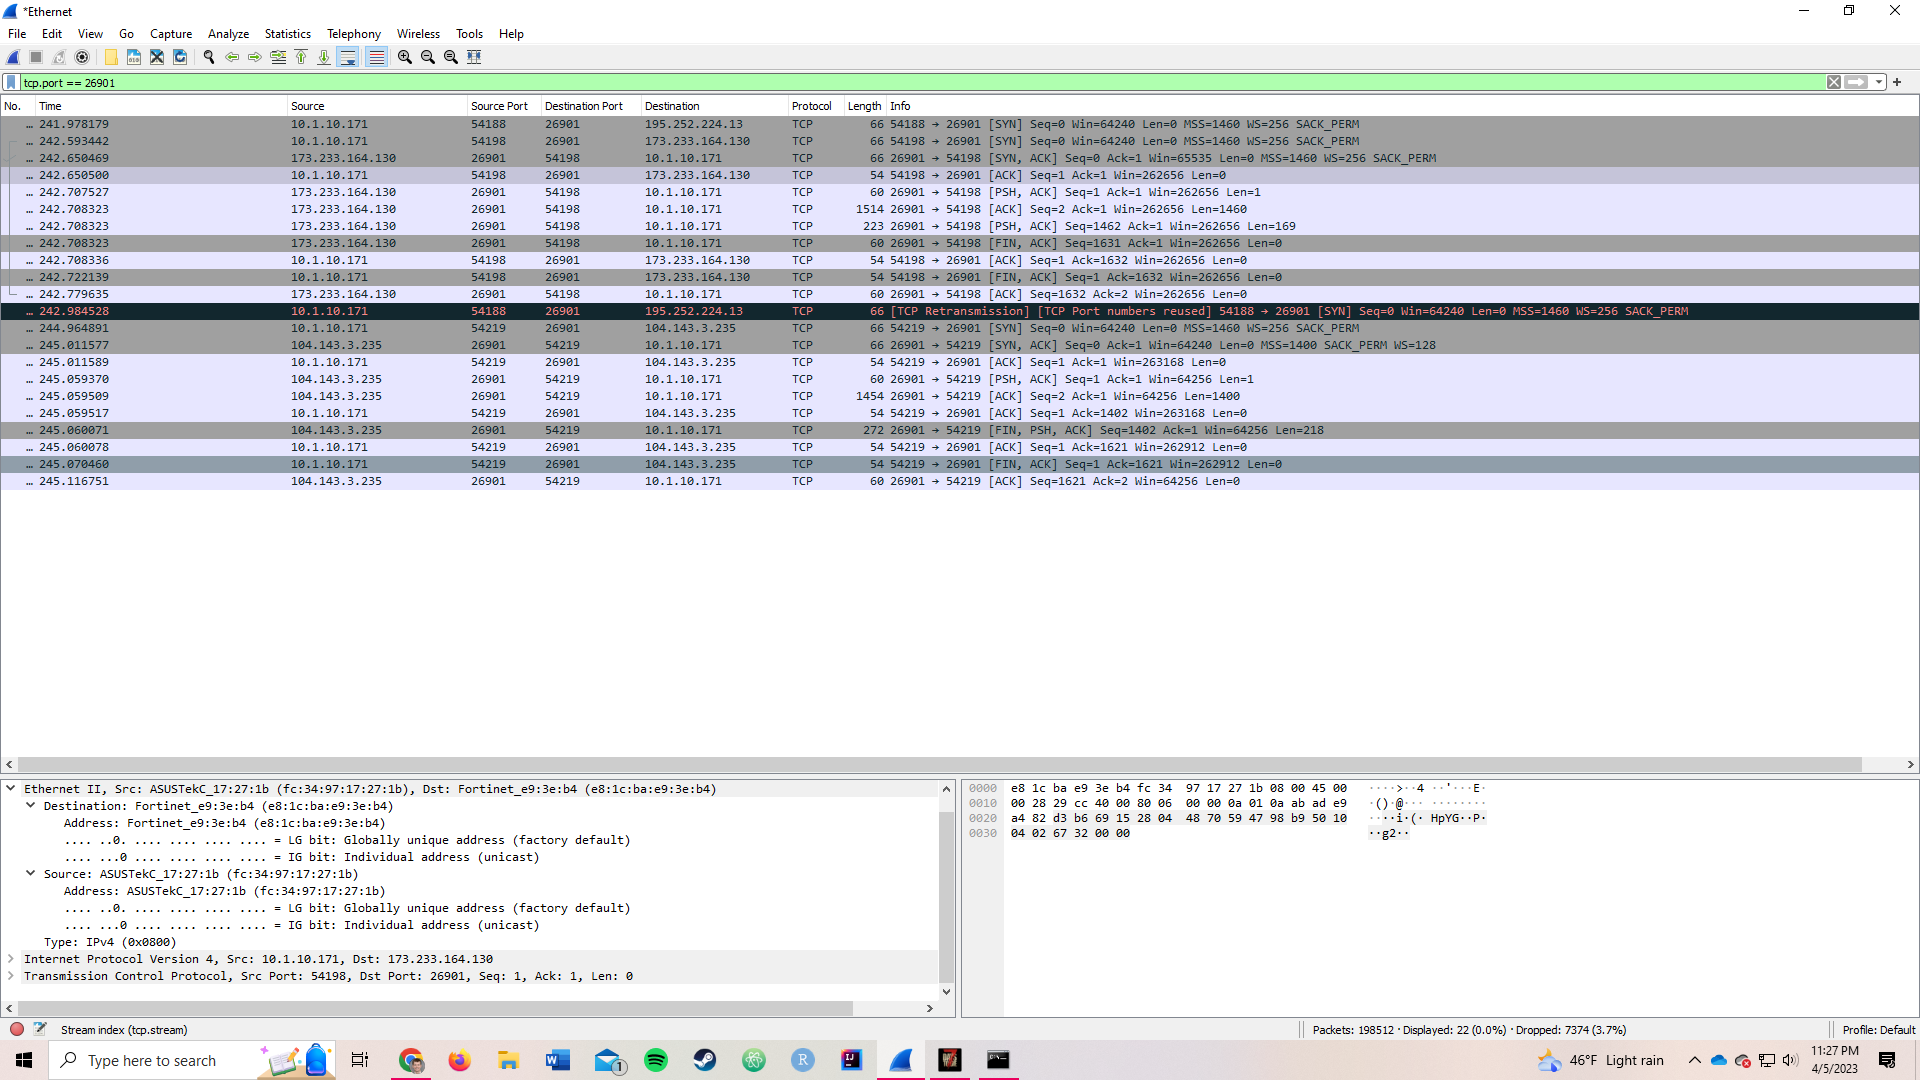 *Ethernet
File Edit View Go Capture Analyze Statistics Telephony Wireless Tools Help
tcp.port == 26901
No. Time Source Source Port Destination Port Destination Protocol Length Info
… 241.978179 10.1.10.171 54188 26901 195.252.224.13 TCP 66 54188 → 26901 [SYN] Seq=0 Win=64240 Len=0 MSS=1460 WS=256 SACK_PERM
… 242.593442 10.1.10.171 54198 26901 173.233.164.130 TCP 66 54198 → 26901 [SYN] Seq=0 Win=64240 Len=0 MSS=1460 WS=256 SACK_PERM
… 242.650469 173.233.164.130 26901 54198 10.1.10.171 TCP 66 26901 → 54198 [SYN, ACK] Seq=0 Ack=1 Win=65535 Len=0 MSS=1460 WS=256 SACK_PERM
… 242.650500 10.1.10.171 54198 26901 173.233.164.130 TCP 54 54198 → 26901 [ACK] Seq=1 Ack=1 Win=262656 Len=0
… 242.707527 173.233.164.130 26901 54198 10.1.10.171 TCP 60 26901 → 54198 [PSH, ACK] Seq=1 Ack=1 Win=262656 Len=1
… 242.708323 173.233.164.130 26901 54198 10.1.10.171 TCP 1514 26901 → 54198 [ACK] Seq=2 Ack=1 Win=262656 Len=1460
… 242.708323 173.233.164.130 26901 54198 10.1.10.171 TCP 223 26901 → 54198 [PSH, ACK] Seq=1462 Ack=1 Win=262656 Len=169
… 242.708323 173.233.164.130 26901 54198 10.1.10.171 TCP 60 26901 → 54198 [FIN, ACK] Seq=1631 Ack=1 Win=262656 Len=0
… 242.708336 10.1.10.171 54198 26901 173.233.164.130 TCP 54 54198 → 26901 [ACK] Seq=1 Ack=1632 Win=262656 Len=0
… 242.722139 10.1.10.171 54198 26901 173.233.164.130 TCP 54 54198 → 26901 [FIN, ACK] Seq=1 Ack=1632 Win=262656 Len=0
… 242.779635 173.233.164.130 26901 54198 10.1.10.171 TCP 60 26901 → 54198 [ACK] Seq=1632 Ack=2 Win=262656 Len=0
… 242.984528 10.1.10.171 54188 26901 195.252.224.13 TCP 66 [TCP Retransmission] [TCP Port numbers reused] 54188 → 26901 [SYN] Seq=0 Win=64240 Len=0 MSS=1460 WS=256 SACK_PERM
… 244.964891 10.1.10.171 54219 26901 104.143.3.235 TCP 66 54219 → 26901 [SYN] Seq=0 Win=64240 Len=0 MSS=1460 WS=256 SACK_PERM
… 245.011577 104.143.3.235 26901 54219 10.1.10.171 TCP 66 26901 → 54219 [SYN, ACK] Seq=0 Ack=1 Win=64240 Len=0 MSS=1400 SACK_PERM WS=128
… 245.011589 10.1.10.171 54219 26901 104.143.3.235 TCP 54 54219 → 26901 [ACK] Seq=1 Ack=1 Win=263168 Len=0
… 245.059370 104.143.3.235 26901 54219 10.1.10.171 TCP 60 26901 → 54219 [PSH, ACK] Seq=1 Ack=1 Win=64256 Len=1
… 245.059509 104.143.3.235 26901 54219 10.1.10.171 TCP 1454 26901 → 54219 [ACK] Seq=2 Ack=1 Win=64256 Len=1400
… 245.059517 10.1.10.171 54219 26901 104.143.3.235 TCP 54 54219 → 26901 [ACK] Seq=1 Ack=1402 Win=263168 Len=0
… 245.060071 104.143.3.235 26901 54219 10.1.10.171 TCP 272 26901 → 54219 [FIN, PSH, ACK] Seq=1402 Ack=1 Win=64256 Len=218
… 245.060078 10.1.10.171 54219 26901 104.143.3.235 TCP 54 54219 → 26901 [ACK] Seq=1 Ack=1621 Win=262912 Len=0
… 245.070460 10.1.10.171 54219 26901 104.143.3.235 TCP 54 54219 → 26901 [FIN, ACK] Seq=1 Ack=1621 Win=262912 Len=0
… 245.116751 104.143.3.235 26901 54219 10.1.10.171 TCP 60 26901 → 54219 [ACK] Seq=1621 Ack=2 Win=64256 Len=0
Ethernet II, Src: ASUSTekC_17:27:1b (fc:34:97:17:27:1b), Dst: Fortinet_e9:3e:b4 (e8:1c:ba:e9:3e:b4)
Destination: Fortinet_e9:3e:b4 (e8:1c:ba:e9:3e:b4)
Address: Fortinet_e9:3e:b4 (e8:1c:ba:e9:3e:b4)
.... ..0. .... .... .... .... = LG bit: Globally unique address (factory default)
.... ...0 .... .... .... .... = IG bit: Individual address (unicast)
Source: ASUSTekC_17:27:1b (fc:34:97:17:27:1b)
Address: ASUSTekC_17:27:1b (fc:34:97:17:27:1b)
.... ..0. .... .... .... .... = LG bit: Globally unique address (factory default)
.... ...0 .... .... .... .... = IG bit: Individual address (unicast)
Type: IPv4 (0x0800)
Internet Protocol Version 4, Src: 10.1.10.171, Dst: 173.233.164.130
Transmission Control Protocol, Src Port: 54198, Dst Port: 26901, Seq: 1, Ack: 1, Len: 0
0000 e8 1c ba e9 3e b4 fc 34 97 17 27 1b 08 00 45 00 ····>··4 ··'···E·
0010 00 28 29 cc 40 00 80 06 00 00 0a 01 0a ab ad e9 ·()·@··· ········
0020 a4 82 d3 b6 69 15 28 04 48 70 59 47 98 b9 50 10 ····i·(· HpYG··P·
0030 04 02 67 32 00 00 ··g2··
Stream index (tcp.stream)
Packets: 198512 · Displayed: 22 (0.0%) · Dropped: 7374 (3.7%)
Profile: Default
Type here to search
1
46°F Light rain
11:27 PM
4/5/2023